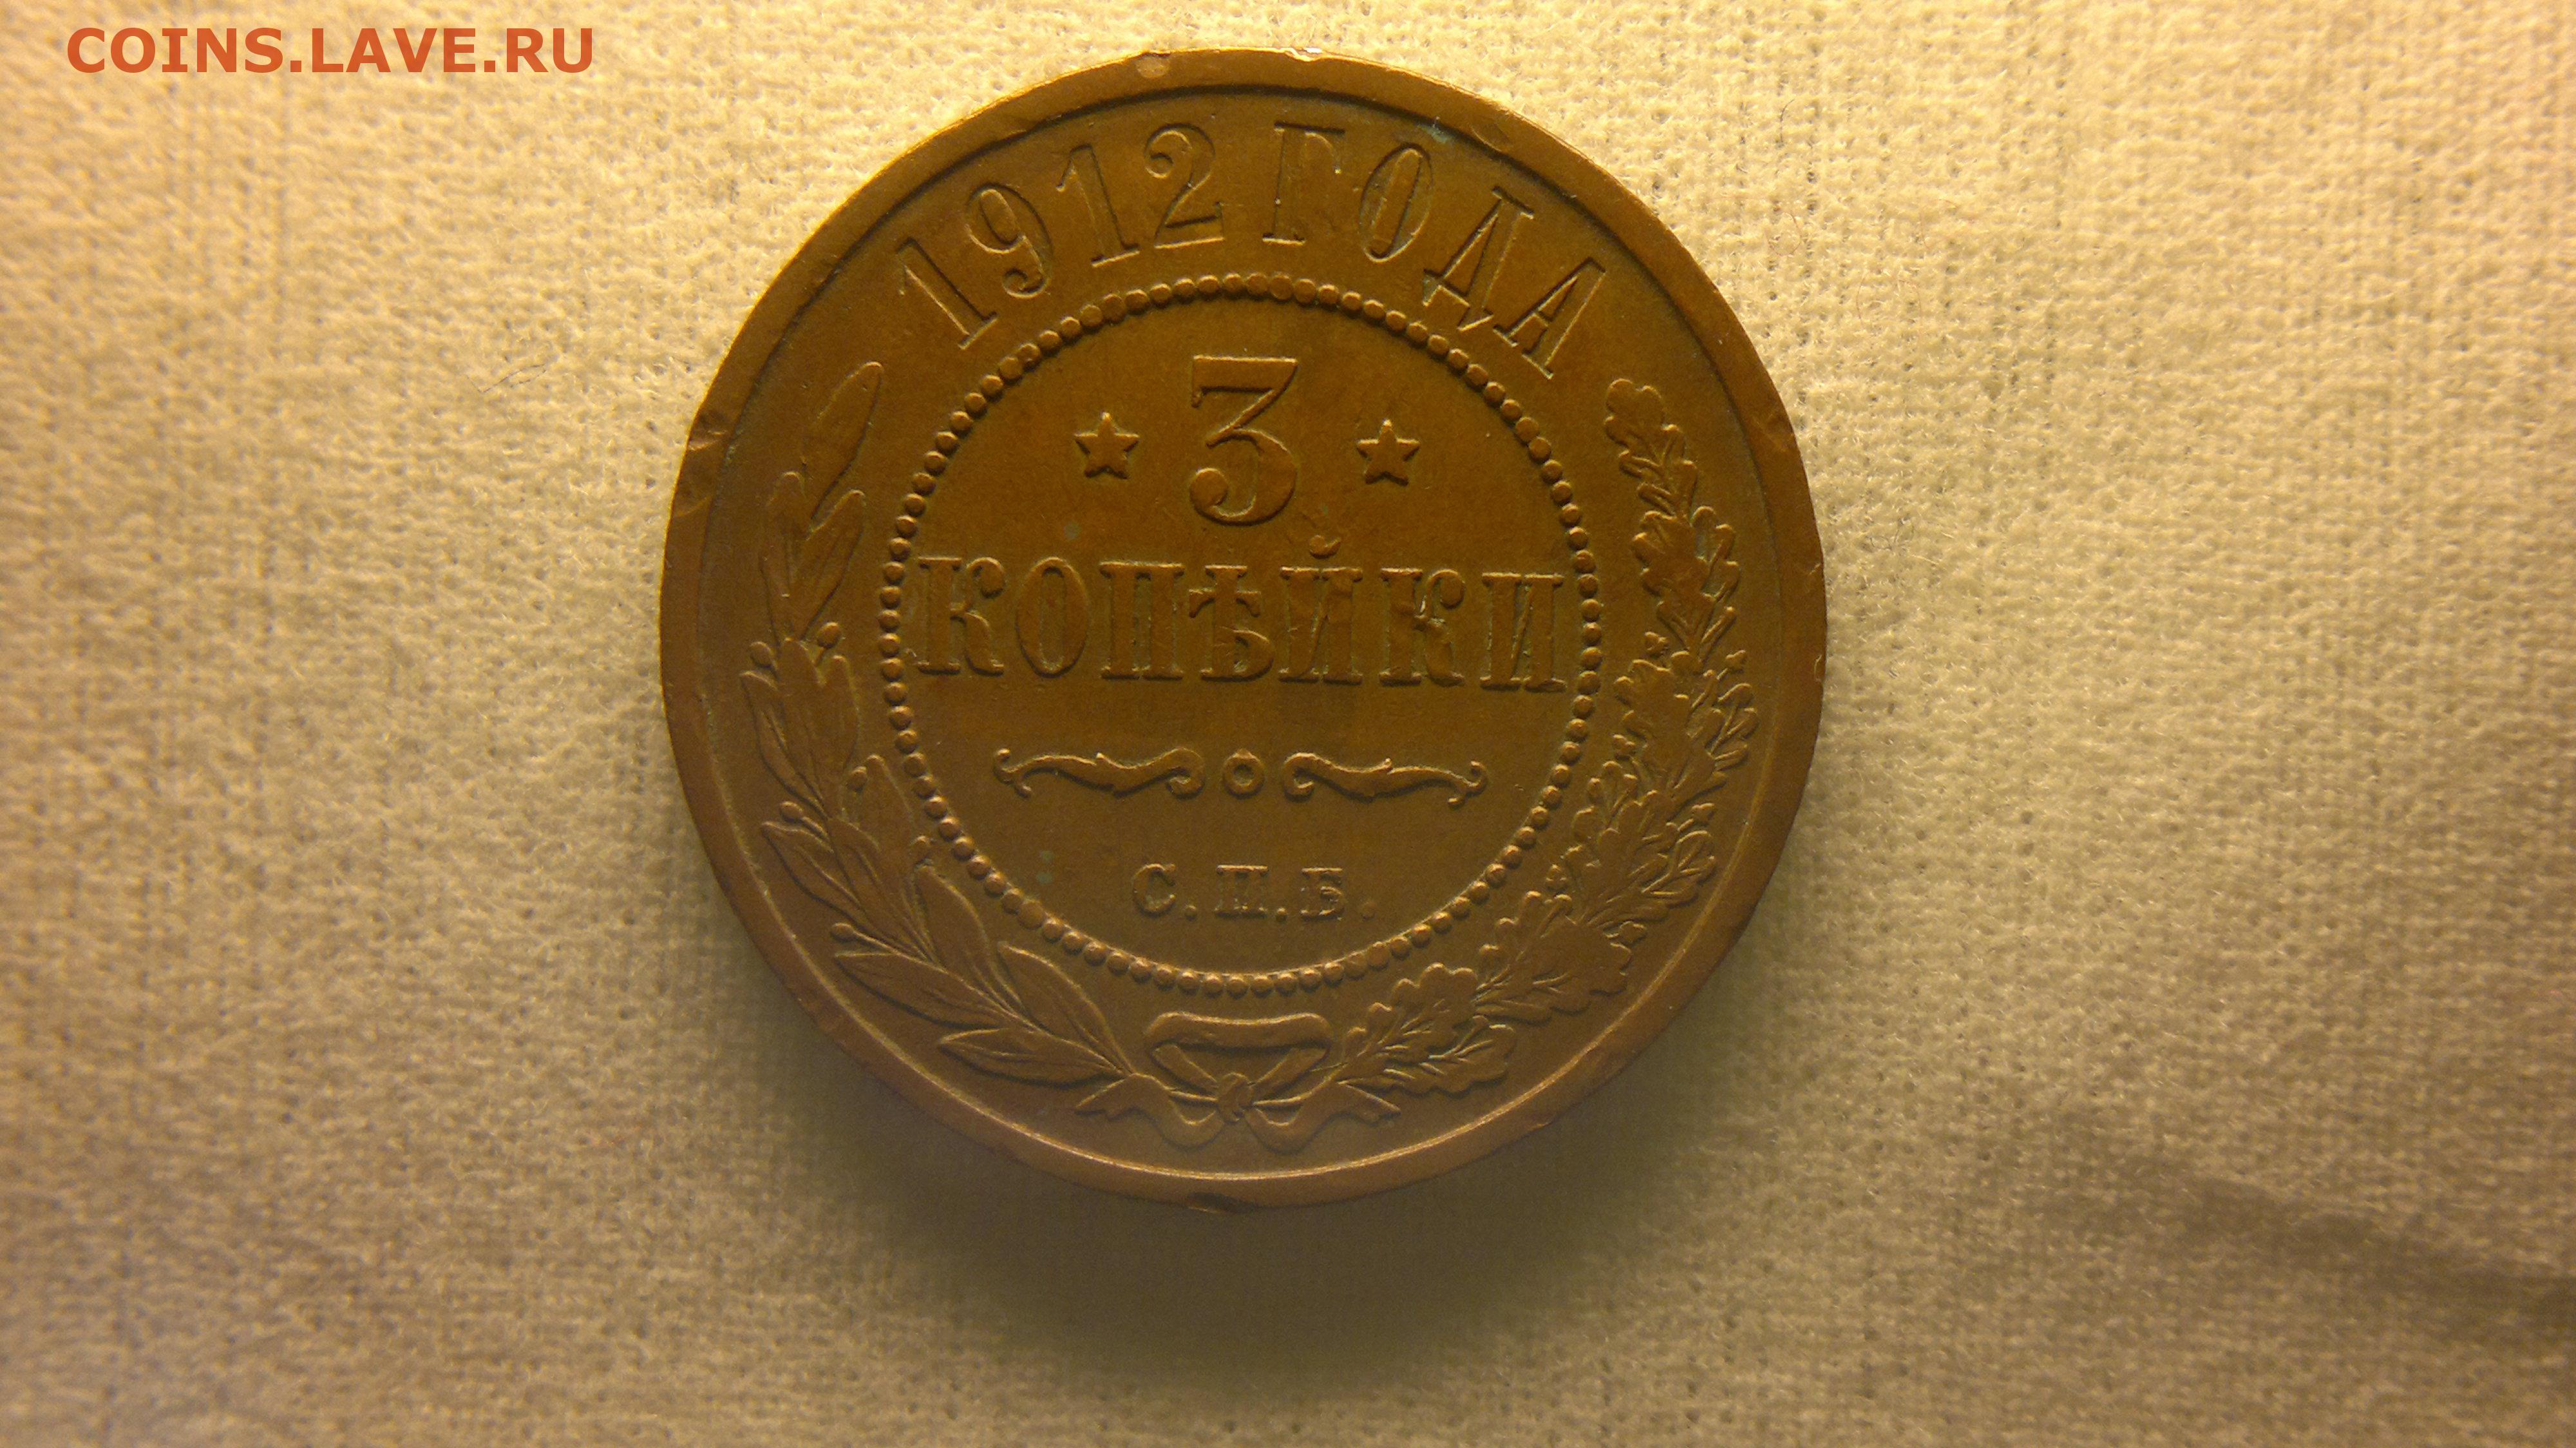 COINS.LAVE.RU
1912 ГОДА
3
КОПѢЙКИ
С.П.Б.